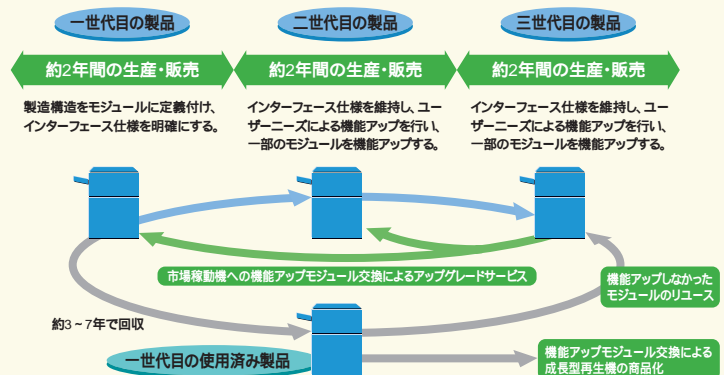 一世代目の製品
二世代目の製品
三世代目の製品
約2年間の生産・販売
約2年間の生産・販売
約2年間の生産・販売
製造構造をモジュールに定義付け、
インターフェース仕様を明確にする。
インターフェース仕様を維持し、ユー
ザーニーズによる機能アップを行い、
一部のモジュールを機能アップする。
インターフェース仕様を維持し、ユー
ザーニーズによる機能アップを行い、
一部のモジュールを機能アップする。
市場稼動機への機能アップモジュール交換によるアップグレードサービス
機能アップしなかった
モジュールのリユース
約3~7年で回収
一世代目の使用済み製品
機能アップモジュール交換による
成長型再生機の商品化